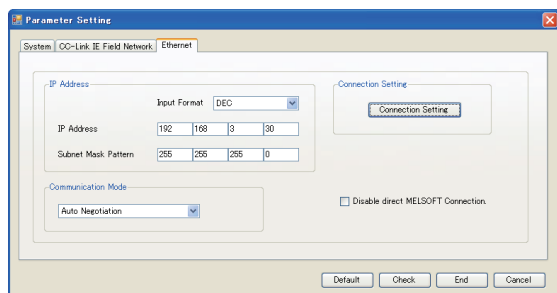 Parameter Setting
System CC-Link IE Field Network Ethernet
IP Address
Input Format DEC
IP Address 192 168 3 30
Subnet Mask Pattern 255 255 255 0
Communication Mode
Auto Negotiation
Connection Setting
Connection Setting
Disable direct MELSOFT Connection.
Default Check End Cancel